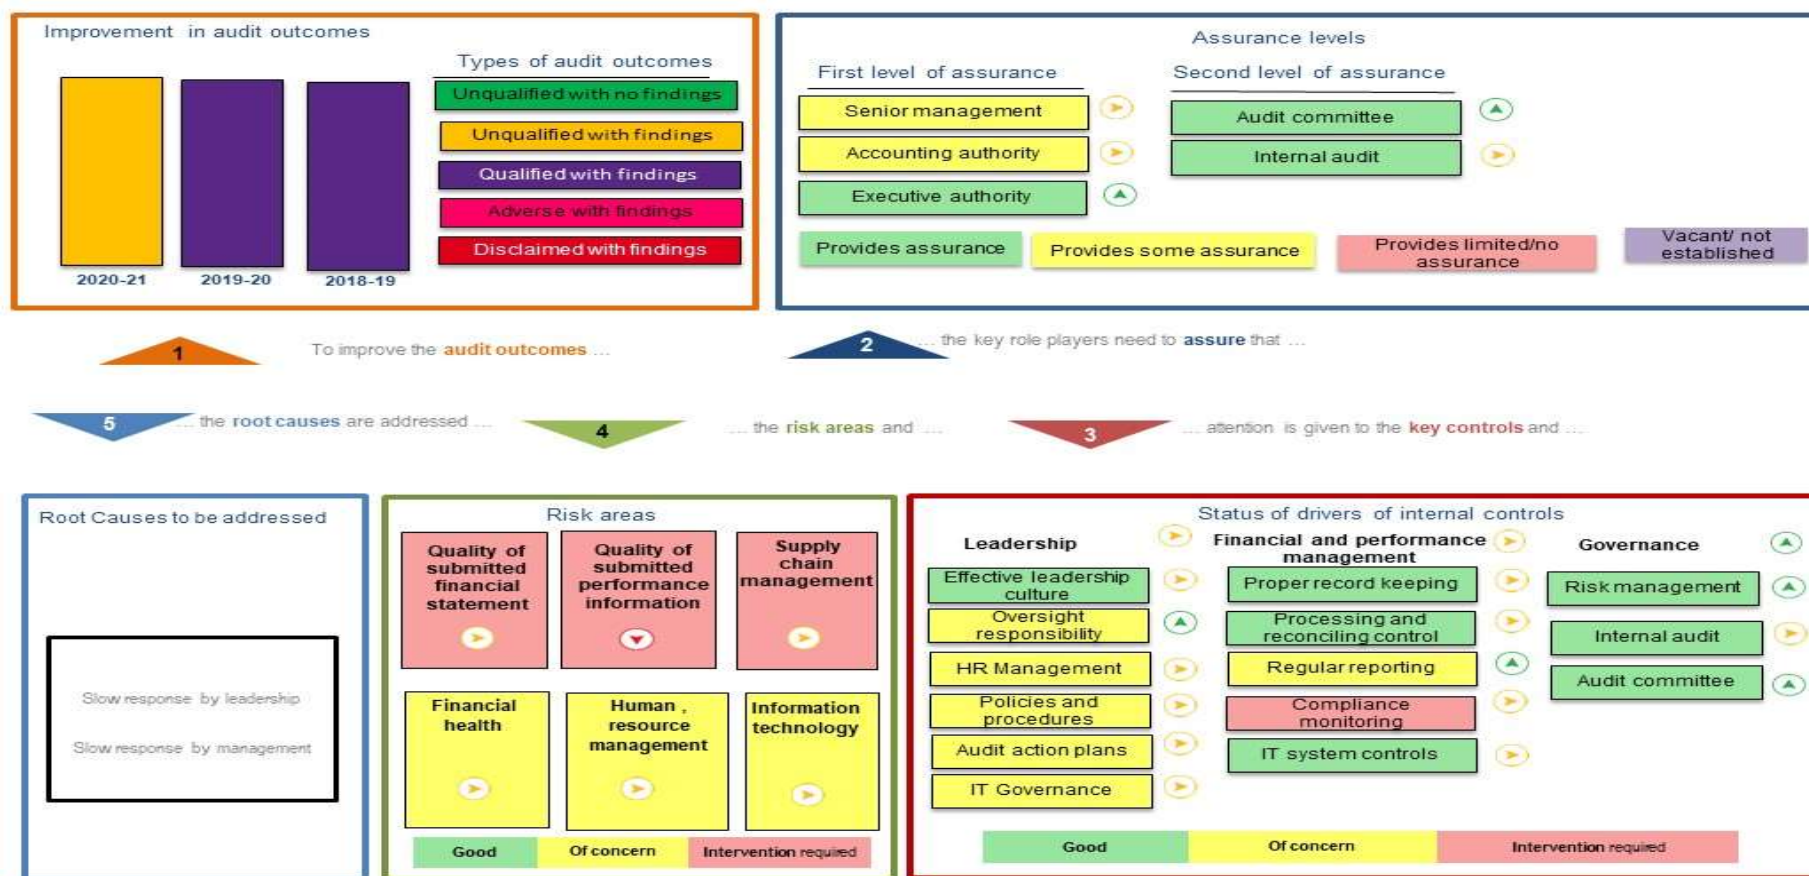 Improvement in audit outcomes
Types of audit outcomes
Unqualified with no findings
Unqualified with findings
Qualified with findings
Adverse with findings
Disclaimed with findings
2020-21
2019-20
2018-19
Assurance levels
First level of assurance
Second level of assurance
Senior management
Accounting authority
Executive authority
Audit committee
Internal audit
Provides assurance
Provides some assurance
Provides limited/no
assurance
Vacant/ not
established
1
To improve the audit outcomes ...
2
... the key role players need to assure that ...
5
... the root causes are addressed ...
4
... the risk areas and ...
3
... attention is given to the key controls and ...
Root Causes to be addressed
Slow response by leadership
Slow response by management
Risk areas
Quality of
submitted
financial
statement
Quality of
submitted
performance
information
Supply
chain
management
Financial
health
Human ,
resource
management
Information
technology
Good
Of concern
Intervention required
Status of drivers of internal controls
Leadership
Effective leadership
culture
Oversight
responsibility
HR Management
Policies and
procedures
Audit action plans
IT Governance
Financial and performance
management
Proper record keeping
Processing and
reconciling control
Regular reporting
Compliance
monitoring
IT system controls
Governance
Risk management
Internal audit
Audit committee
Good
Of concern
Intervention required